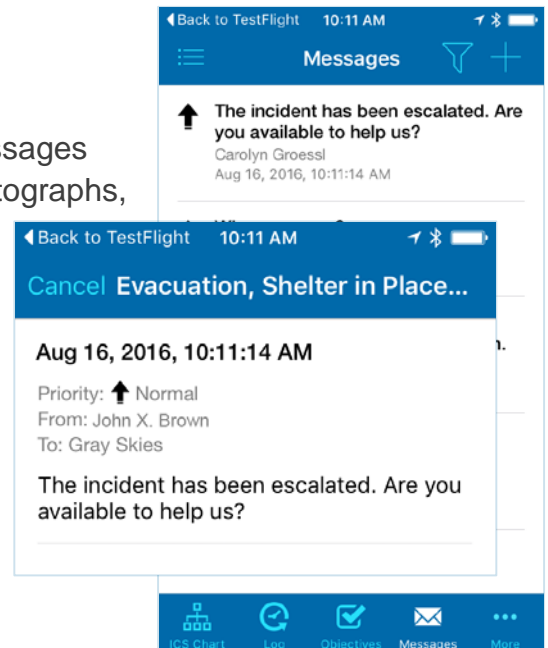 Back to TestFlight 10:11 AM
Messages
The incident has been escalated. Are
you available to help us?
Carolyn Groessl
Aug 16, 2016, 10:11:14 AM
tographs,
Back to TestFlight 10:11 AM
Cancel Evacuation, Shelter in Place...
Aug 16, 2016, 10:11:14 AM
Priority: Normal
From: John X. Brown
To: Gray Skies
The incident has been escalated. Are you
available to help us?
ICS Chart Log Objectives Messages More